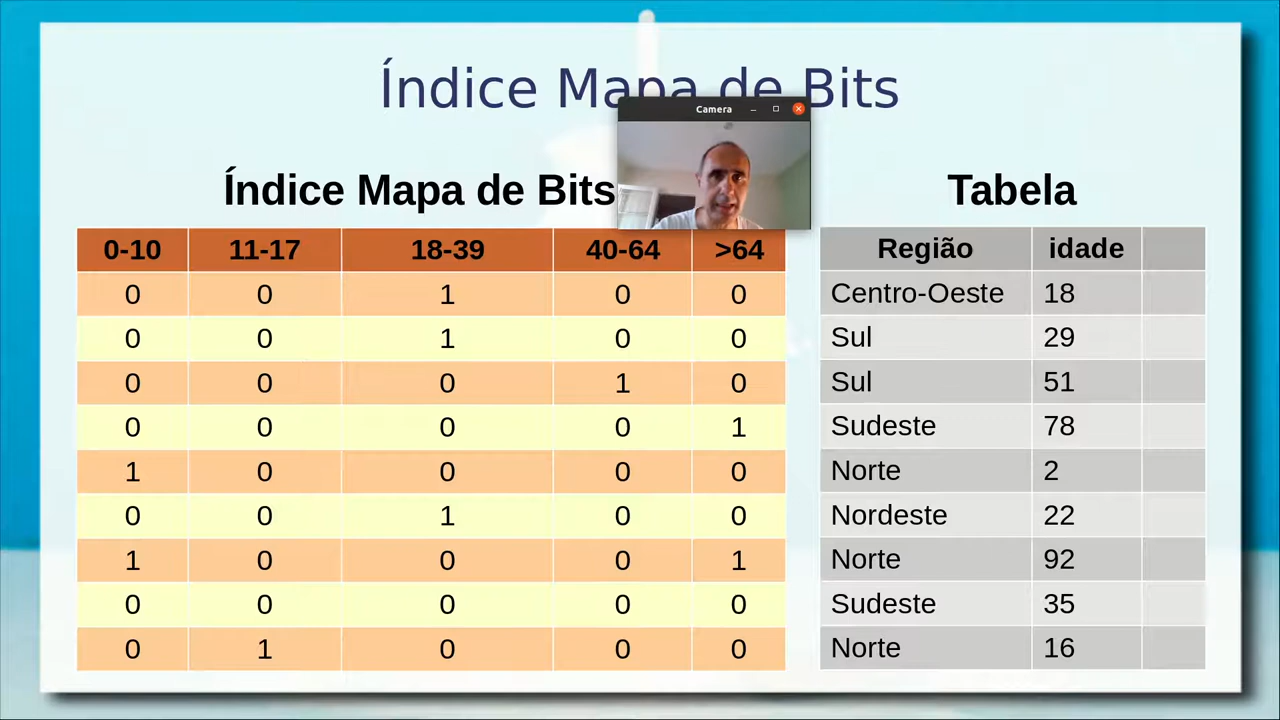 Índice Mapa de Bits
Camera
Índice Mapa de Bits
Tabela
0-10 11-17 18-39 40-64 >64
0 0 1 0 0
0 0 1 0 0
0 0 0 1 0
0 0 0 0 1
1 0 0 0 0
0 0 1 0 0
1 0 0 0 1
0 0 0 0 0
0 1 0 0 0
Região idade
Centro-Oeste 18
Sul 29
Sul 51
Sudeste 78
Norte 2
Nordeste 22
Norte 92
Sudeste 35
Norte 16